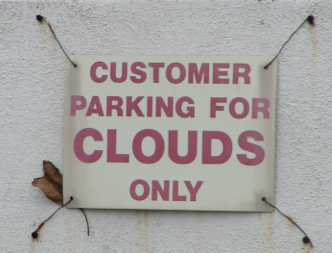 CUSTOMER
PARKING FOR
CLOUDS
ONLY